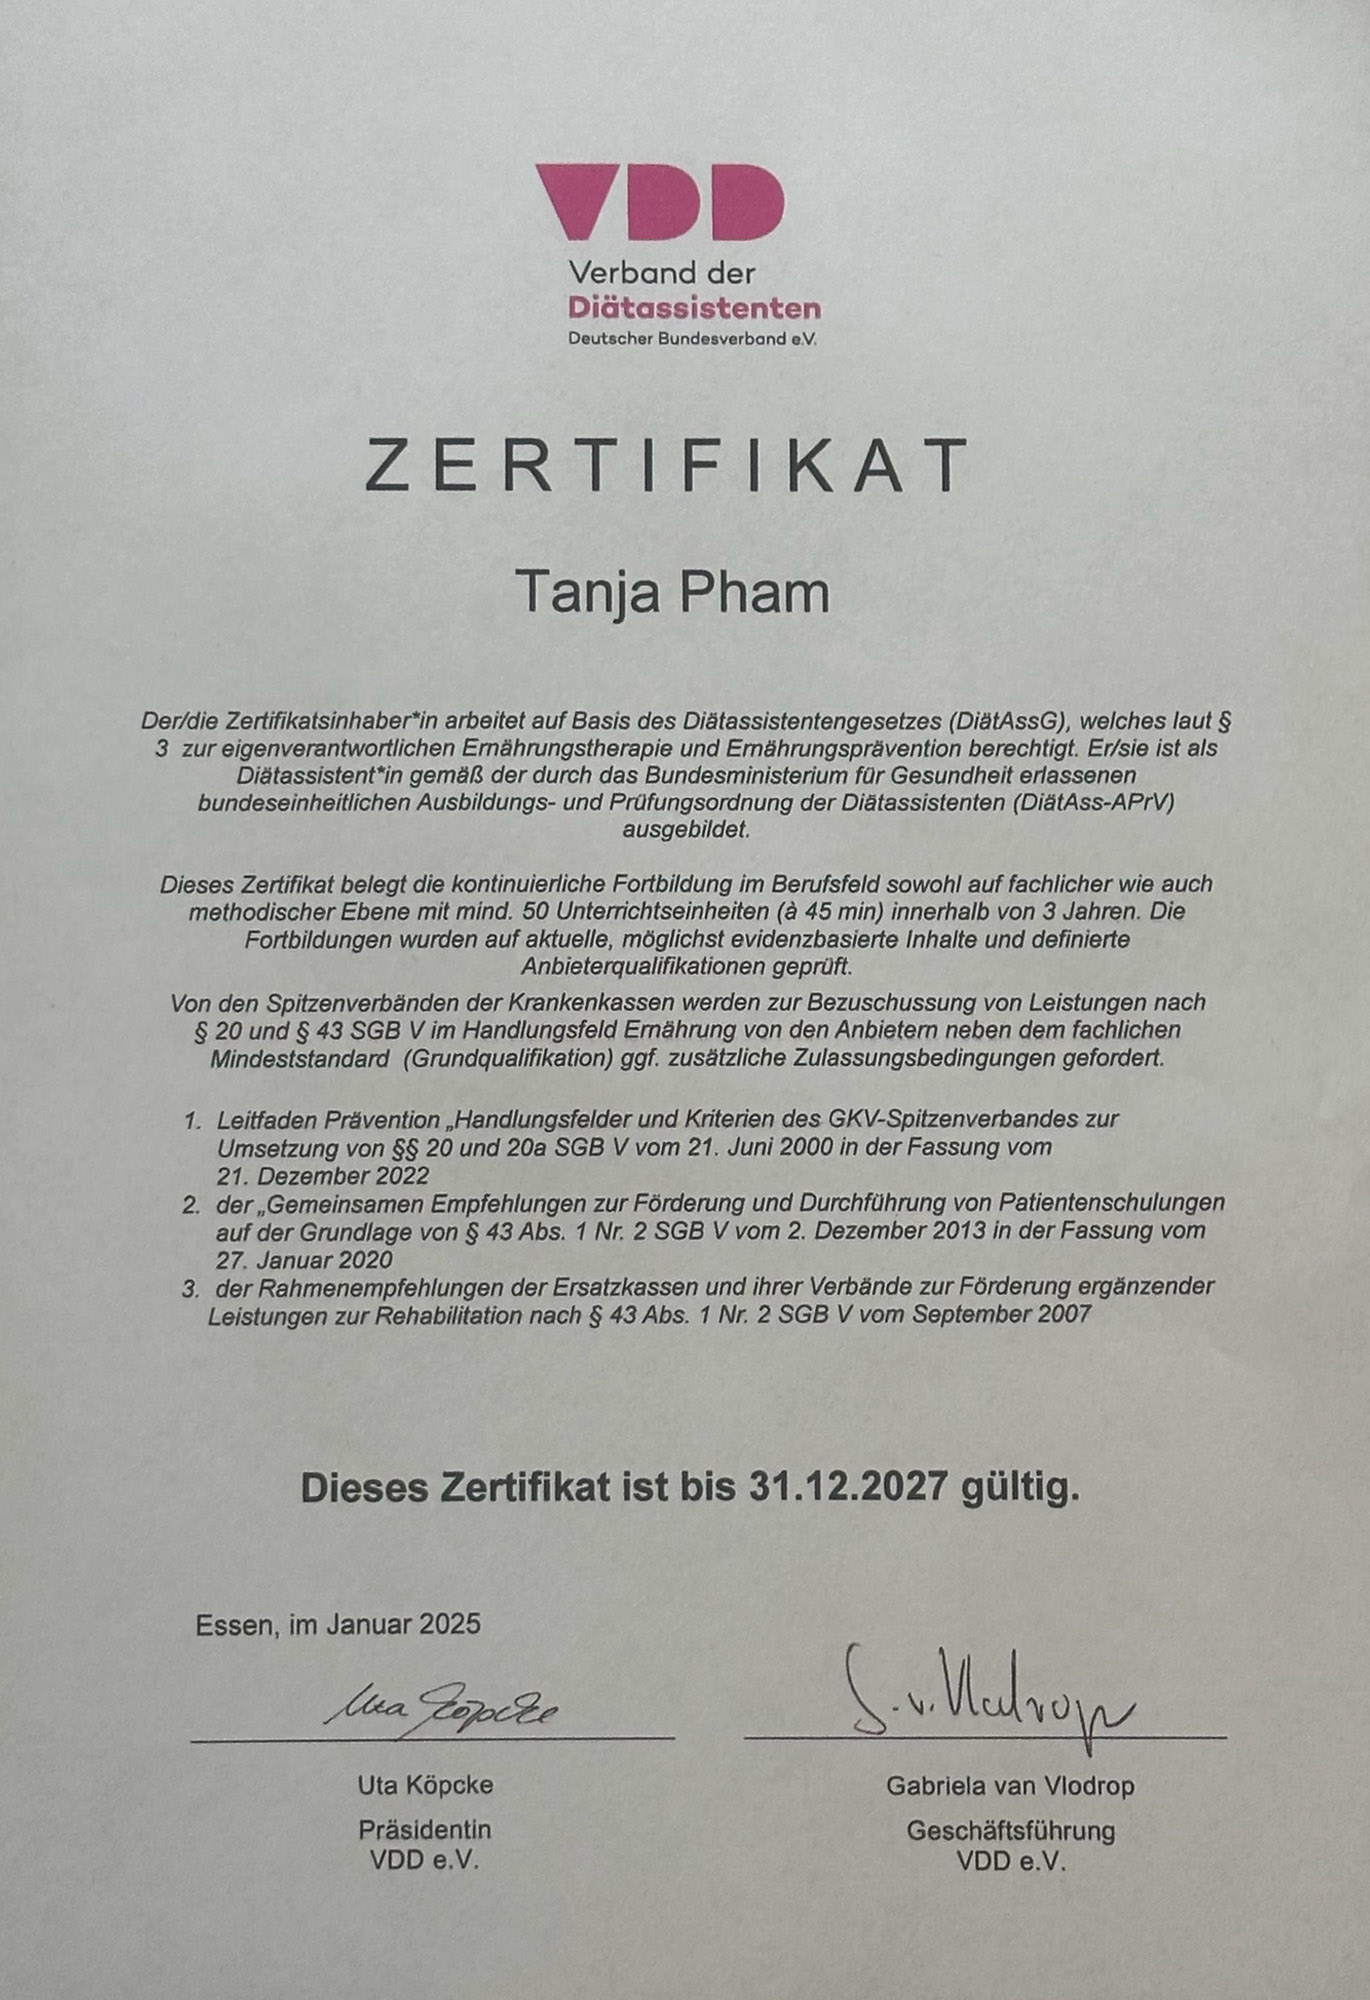 VDD
Verband der
Diätassistenten
Deutscher Bundesverband e.V.
ZERTIFIKAT
Tanja Pham
Der/die Zertifikatsinhaber*in arbeitet auf Basis des Diätassistentengesetzes (DiätAssG), welches laut §
3 zur eigenverantwortlichen Ernährungstherapie und Ernährungsprävention berechtigt. Er/sie ist als
Diätassistent*in gemäß der durch das Bundesministerium für Gesundheit erlassenen
bundeseinheitlichen Ausbildungs- und Prüfungsordnung der Diätassistenten (DiätAss-APrV)
ausgebildet.
Dieses Zertifikat belegt die kontinuierliche Fortbildung im Berufsfeld sowohl auf fachlicher wie auch
methodischer Ebene mit mind. 50 Unterrichtseinheiten (à 45 min) innerhalb von 3 Jahren. Die
Fortbildungen wurden auf aktuelle, möglichst evidenzbasierte Inhalte und definierte
Anbieterqualifikationen geprüft.
Von den Spitzenverbänden der Krankenkassen werden zur Bezuschussung von Leistungen nach
§ 20 und § 43 SGB V im Handlungsfeld Ernährung von den Anbietern neben dem fachlichen
Mindeststandard (Grundqualifikation) ggf. zusätzliche Zulassungsbedingungen gefordert.
1. Leitfaden Prävention „Handlungsfelder und Kriterien des GKV-Spitzenverbandes zur
Umsetzung von §§ 20 und 20a SGB V vom 21. Juni 2000 in der Fassung vom
21. Dezember 2022
2. der „Gemeinsamen Empfehlungen zur Förderung und Durchführung von Patientenschulungen
auf der Grundlage von § 43 Abs. 1 Nr. 2 SGB V vom 2. Dezember 2013 in der Fassung vom
27. Januar 2020
3. der Rahmenempfehlungen der Ersatzkassen und ihrer Verbände zur Förderung ergänzender
Leistungen zur Rehabilitation nach § 43 Abs. 1 Nr. 2 SGB V vom September 2007
Dieses Zertifikat ist bis 31.12.2027 gültig.
Essen, im Januar 2025
Uta Köpcke
G. v. Vlodrop
Uta Köpcke
Gabriela van Vlodrop
Präsidentin
Geschäftsführung
VDD e.V.
VDD e.V.